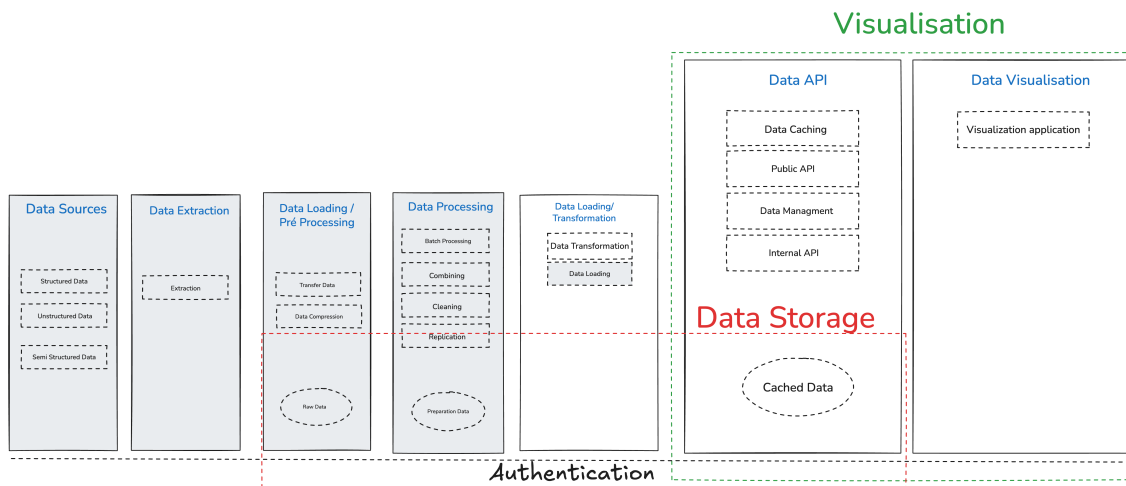 Visualisation
Data Sources
Structured Data
Unstructured Data
Semi Structured Data
Data Extraction
Extraction
Data Loading /
Pré Processing
Transfer Data
Data Compression
Raw Data
Data Processing
Batch Processing
Combining
Cleaning
Replication
Preparation Data
Data Loading/
Transformation
Data Transformation
Data Loading
Data API
Data Caching
Public API
Data Managment
Internal API
Data Storage
Cached Data
Data Visualisation
Visualization application
Authentication